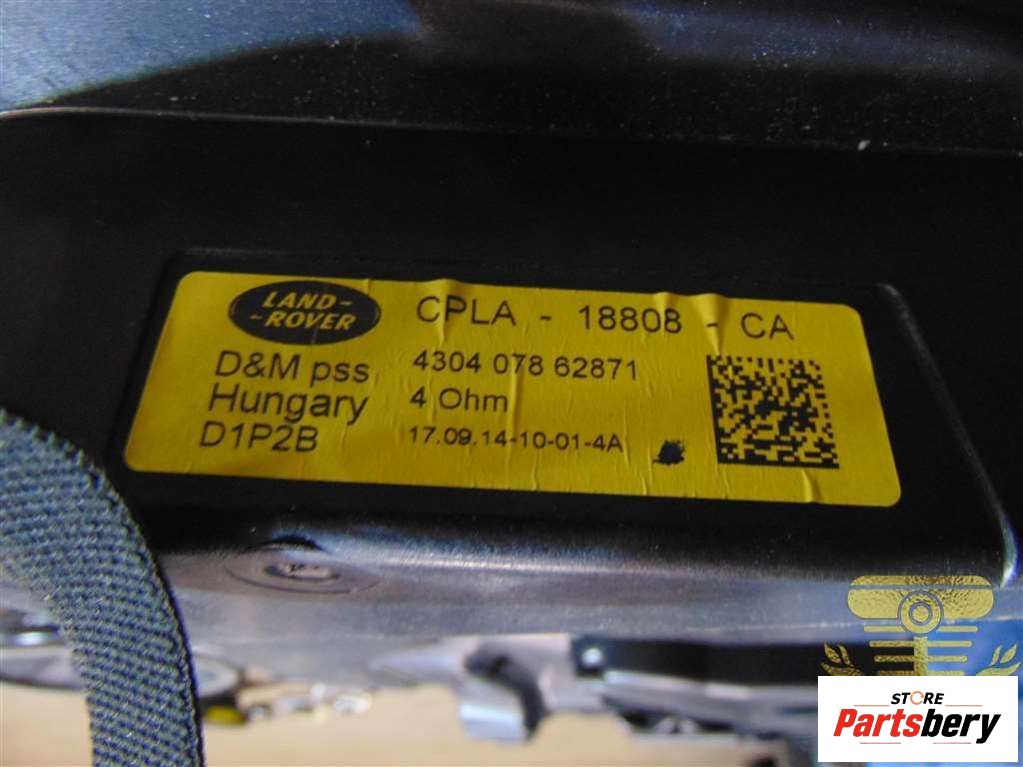 LAND-
-ROVER
CPLA - 18808 - CA
D&M pss
4304 078 62871
Hungary
4 Ohm
D1P2B
17.09.14-10-01-4A
STORE
Partsbery